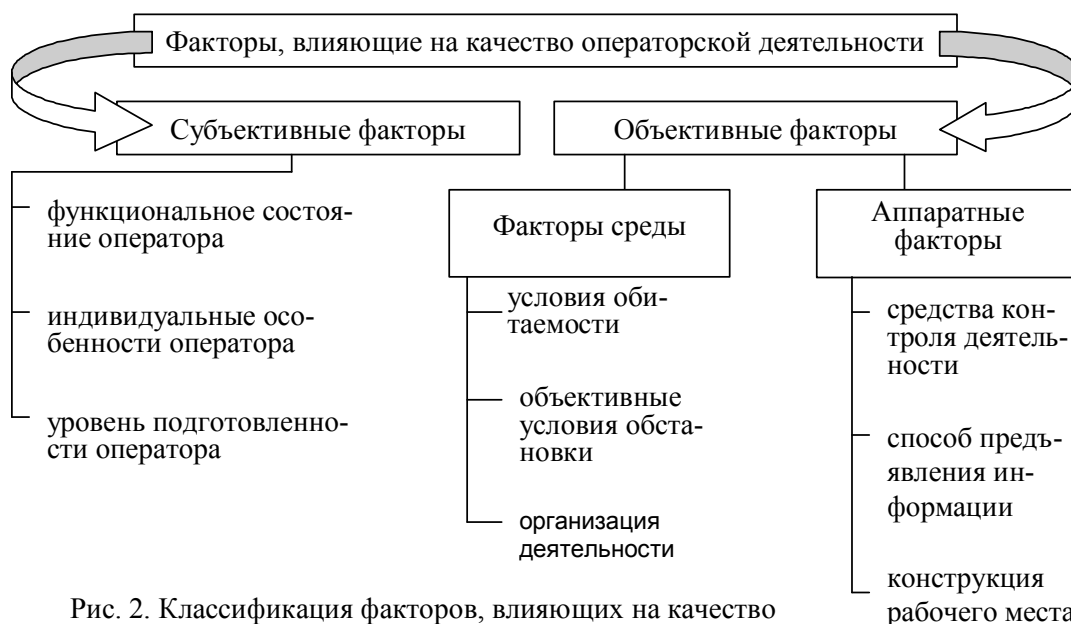 Факторы, влияющие на качество операторской деятельности
Субъективные факторы
Объективные факторы
функциональное состоя-
ние оператора
индивидуальные осо-
бенности оператора
уровень подготовленно-
сти оператора
Факторы среды
условия оби-
таемости
объективные
условия обста-
новки
организация
деятельности
Аппаратные
факторы
средства кон-
троля деятель-
ности
способ предъ-
явления ин-
формации
конструкция
рабочего места
Рис. 2. Классификация факторов, влияющих на качество